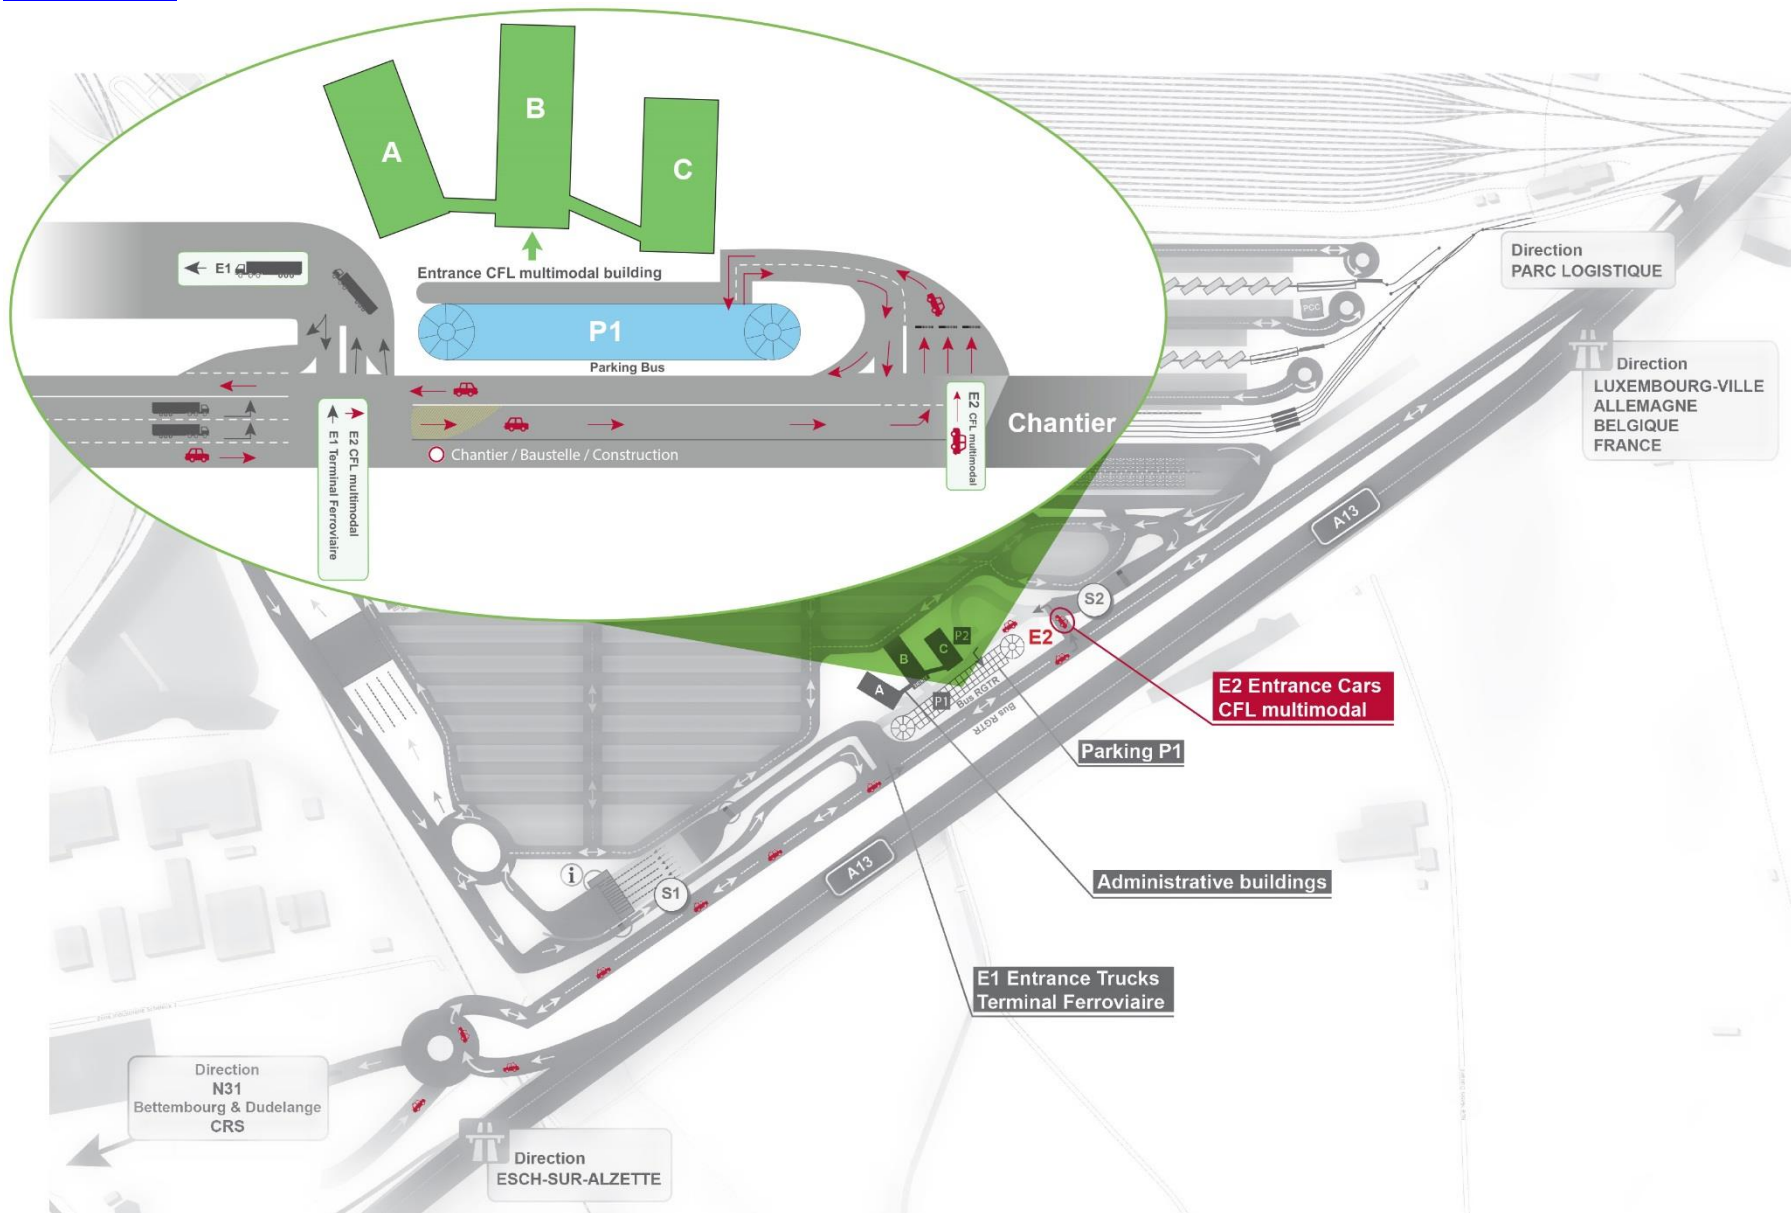 A
B
C
E1
Entrance CFL multimodal building
P1
Parking Bus
E1 Terminal Ferroviaire
E2 CFL multimodal
Chantier / Baustelle / Construction
E2 CFL multimodal
Chantier
PCC
Direction
PARC LOGISTIQUE
Direction
LUXEMBOURG-VILLE
ALLEMAGNE
BELGIQUE
FRANCE
A13
S2
E2
P2
B
C
A
P1
Bus RGTR
Bus RGTR
E2 Entrance Cars
CFL multimodal
Parking P1
A13
i
S1
Administrative buildings
E1 Entrance Trucks
Terminal Ferroviaire
Direction
N31
Bettembourg & Dudelange
CRS
Direction
ESCH-SUR-ALZETTE